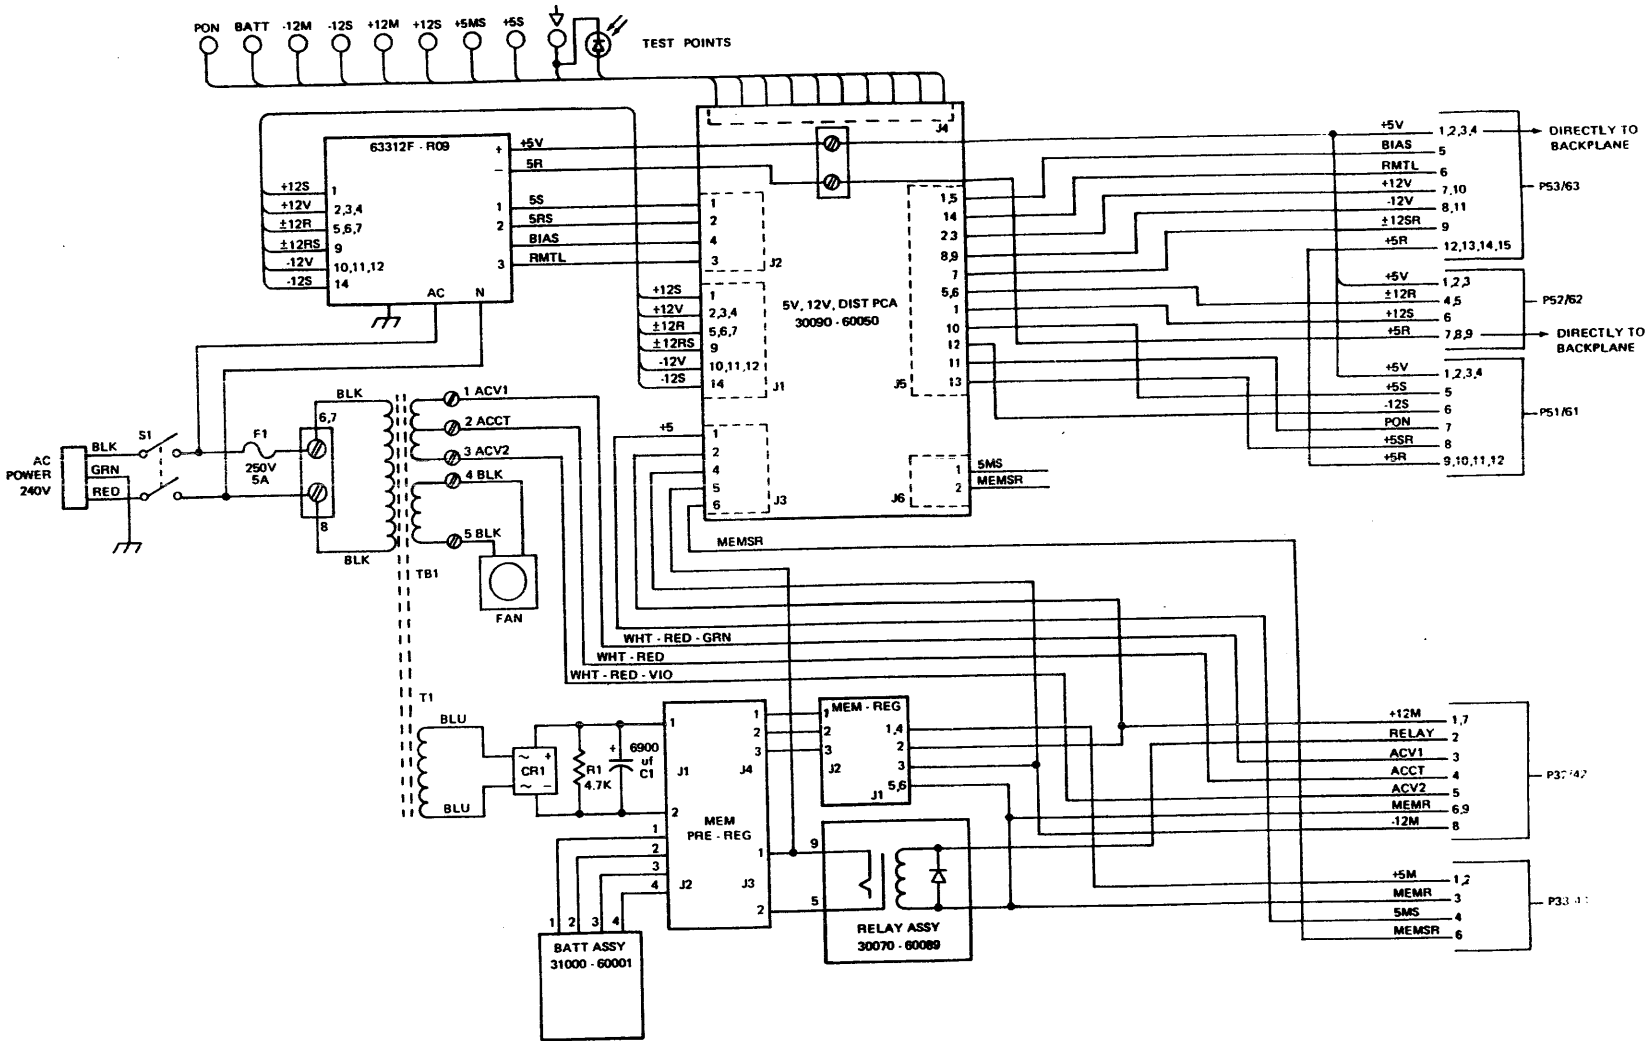 PON BATT -12M -12S +12M +12S +5MS +5S
TEST POINTS
63312F - R09
+
−
+5V
5R
1
2
3
5S
5RS
BIAS
RMTL
+12S 1
+12V 2,3,4
±12R 5,6,7
±12RS 9
-12V 10,11,12
-12S 14
AC N
J4
1
2
4
3
J2
+12S 1
+12V 2,3,4
±12R 5,6,7
±12RS 9
-12V 10,11,12
-12S 14
J1
5V, 12V, DIST PCA
30090 - 60050
1,5
14
2,3
8,9
7
5,6
1
10
12
11
13
J5
+5 1
2
4
5
6
J3
1 5MS
2 MEMSR
J6
+5V 1,2,3,4 DIRECTLY TO
BACKPLANE
BIAS 5
RMTL 6
+12V 7,10
-12V 8,11
±12SR 9
+5R 12,13,14,15
P53/63
+5V 1,2,3
±12R 4,5
+12S 6
+5R 7,8,9 DIRECTLY TO
BACKPLANE
P52/62
+5V 1,2,3,4
+5S 5
-12S 6
PON 7
+5SR 8
+5R 9,10,11,12
P51/61
AC
POWER
240V
BLK
GRN
RED
S1
F1
250V
5A
BLK
6,7
8
BLK
1 ACV1
2 ACCT
3 ACV2
4 BLK
5 BLK
TB1
FAN
MEMSR
WHT - RED - GRN
WHT - RED
WHT - RED - VIO
T1
BLU
BLU
~ +
CR1
~ −
R1
4.7K
+
6900
uf
C1
1
2
J1
1
2
3
J4
MEM
PRE - REG
1
2
3
4
J2
1
2
J3
MEM - REG
1
2
3
J2
1,4
2
3
5,6
J1
9
5
RELAY ASSY
30070 - 60089
1 2 3 4
BATT ASSY
31000 - 60001
+12M 1,7
RELAY 2
ACV1 3
ACCT 4
ACV2 5
MEMR 6,9
-12M 8
P32/42
+5M 1,2
MEMR 3
5MS 4
MEMSR 6